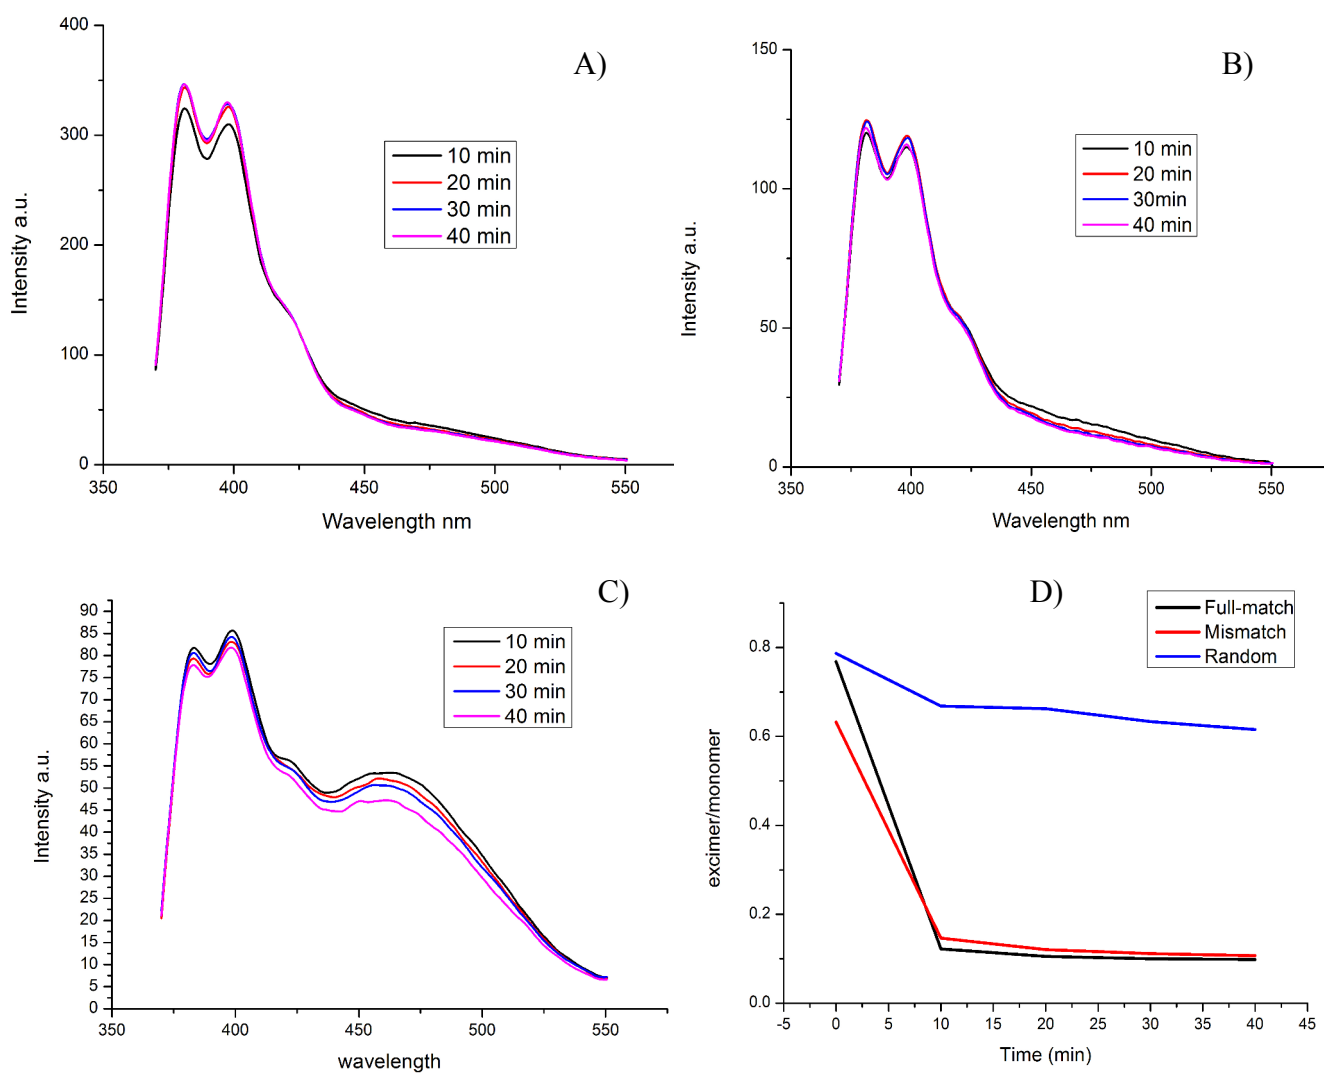 A)
400
300
200
100
0
350
400
450
500
550
Intensity a.u.
Wavelength nm
10 min
20 min
30 min
40 min
B)
150
100
50
0
350
400
450
500
550
Intensity a.u.
Wavelength nm
10 min
20 min
30min
40 min
C)
90
85
80
75
70
65
60
55
50
45
40
35
30
25
20
15
10
5
0
350
400
450
500
550
Intensity a.u.
wavelength
10 min
20 min
30 min
40 min
D)
0.8
0.6
0.4
0.2
0.0
-5
0
5
10
15
20
25
30
35
40
45
excimer/monomer
Time (min)
Full-match
Mismatch
Random